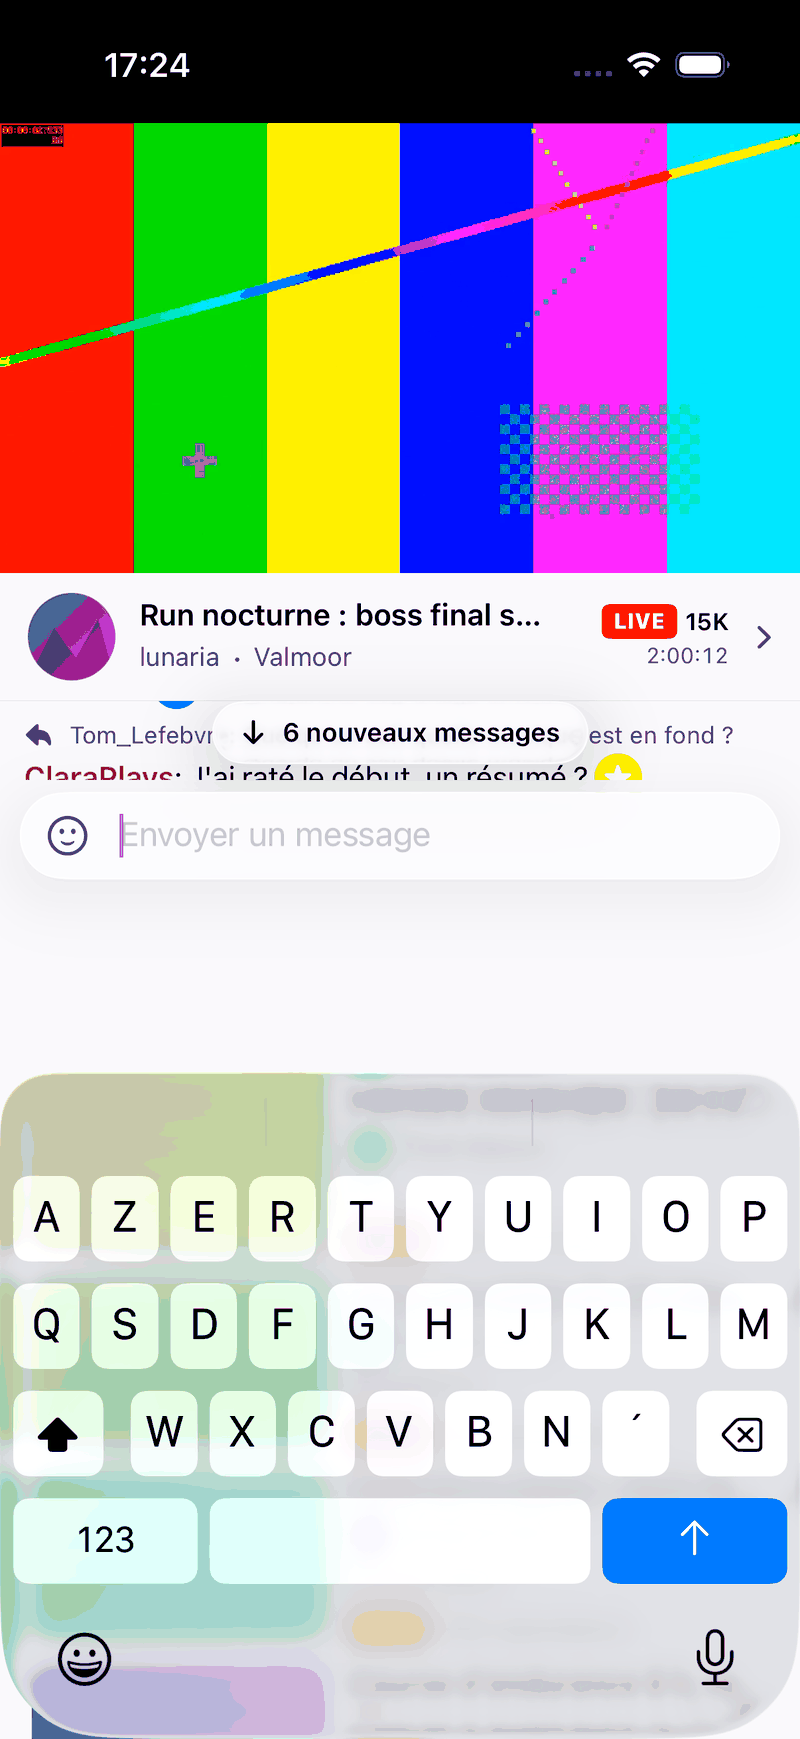 17:24
Run nocturne : boss final s...
LIVE 15K
lunaria • Valmoor
2:00:12
↓ 6 nouveaux messages
Tom_Lefebvr est en fond ?
ClaraPlays: J'ai raté le début, un résumé ?
Envoyer un message
A Z E R T Y U I O P
Q S D F G H J K L M
W X C V B N ´
123